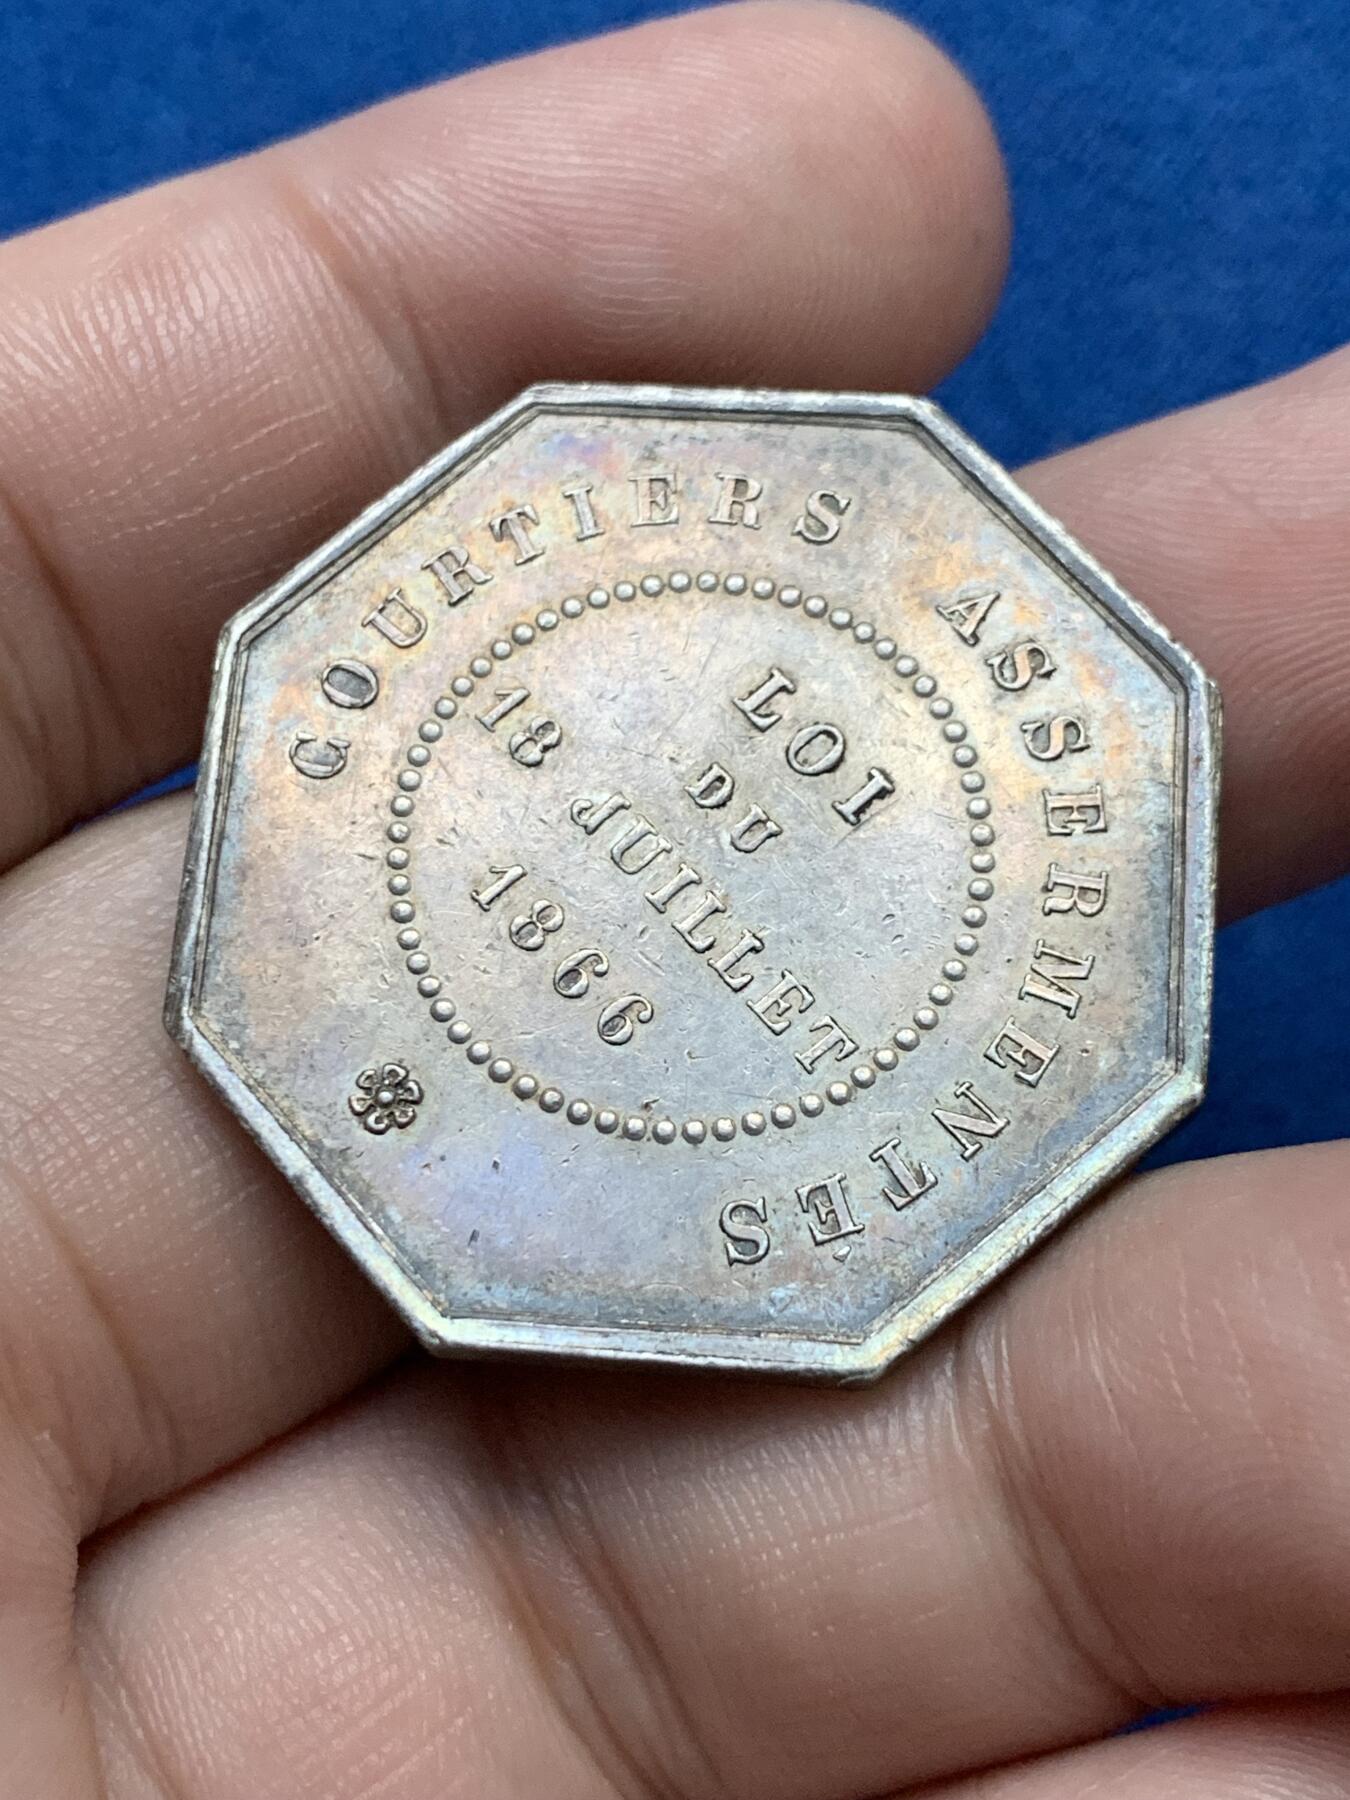 COURTIERS ASSERMENTÉS
LOI
DU
18 JUILLET
1866